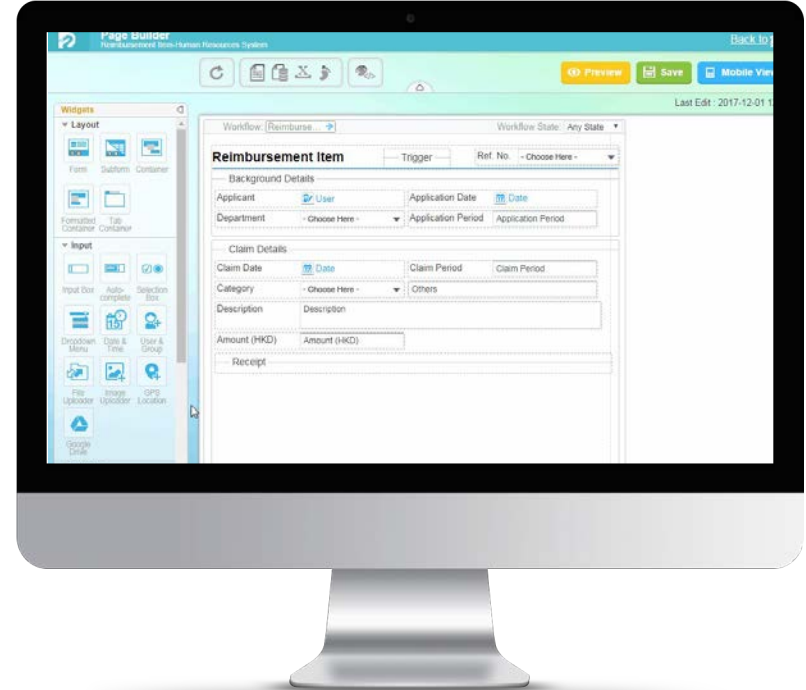 Page Builder
Reimbursement Item-Human Resources System
Back to
Preview
Save
Mobile View
Last Edit : 2017-12-01 1
Widgets
Layout
Form
Subform
Container
Formatted Container
Tab Container
Input
Input Box
Auto-complete
Selection Box
Dropdown Menu
Date & Time
User & Group
File Uploader
Image Uploader
GPS Location
Google Drive
Workflow: Reimburse...
Workflow State: Any State
Reimbursement Item
Trigger
Ref. No. - Choose Here -
Background Details
Applicant User Application Date Date
Department - Choose Here - Application Period Application Period
Claim Details
Claim Date Date Claim Period Claim Period
Category - Choose Here - Others
Description Description
Amount (HKD) Amount (HKD)
Receipt